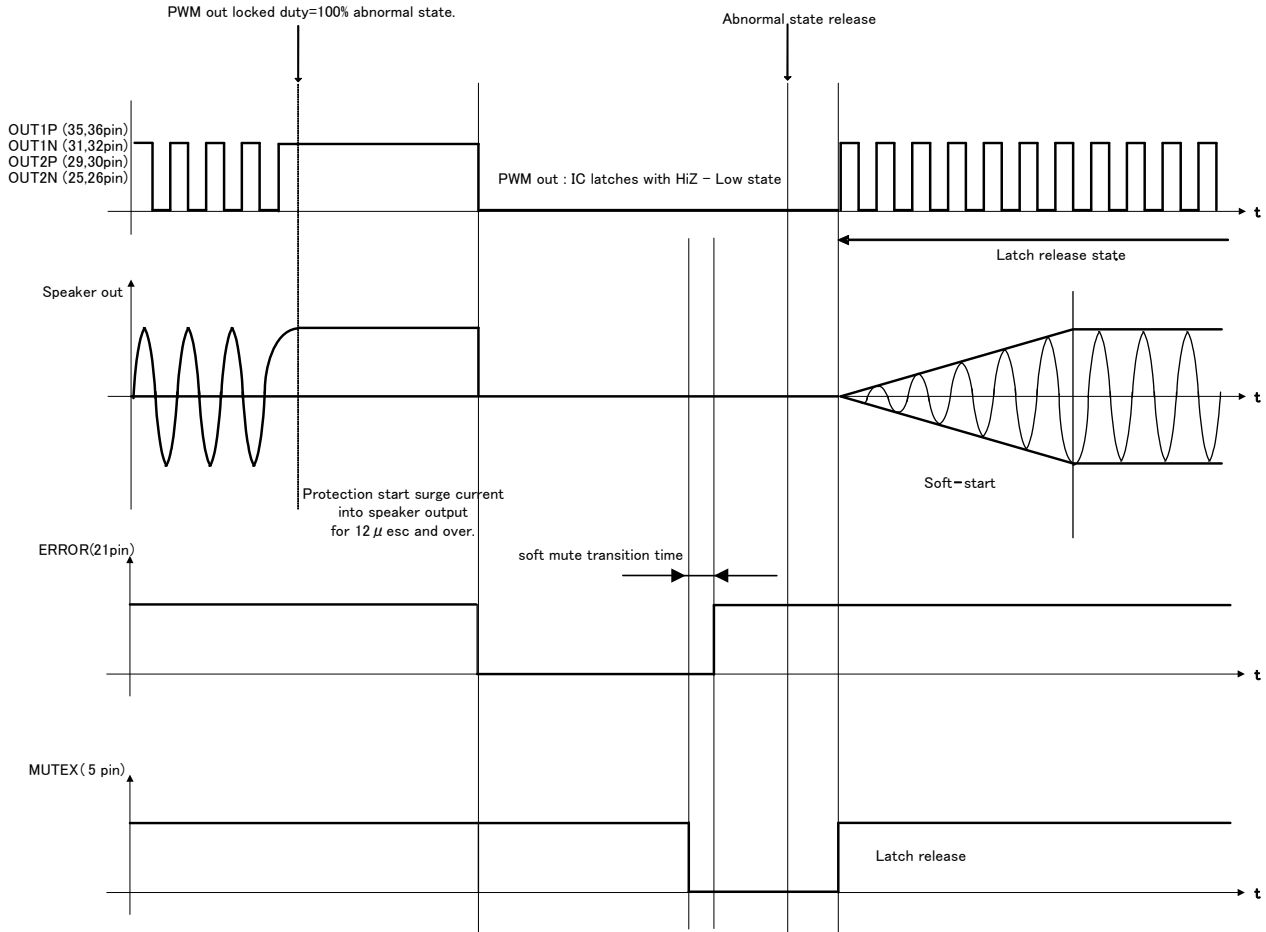 PWM out locked duty=100% abnormal state.
Abnormal state release
OUT1P (35,36pin)
OUT1N (31,32pin)
OUT2P (29,30pin)
OUT2N (25,26pin)
PWM out : IC latches with HiZ - Low state
t
Latch release state
Speaker out
t
Soft-start
Protection start surge current
into speaker output
for 12 μ esc and over.
ERROR(21pin)
soft mute transition time
t
MUTEX( 5 pin)
Latch release
t